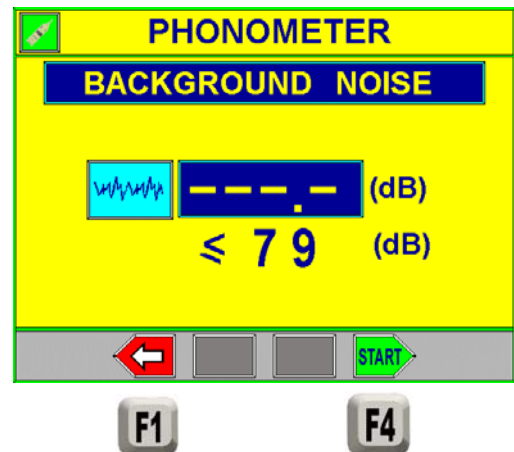 PHONOMETER
BACKGROUND NOISE
---.- (dB)
≤ 79 (dB)
START
F1 F4